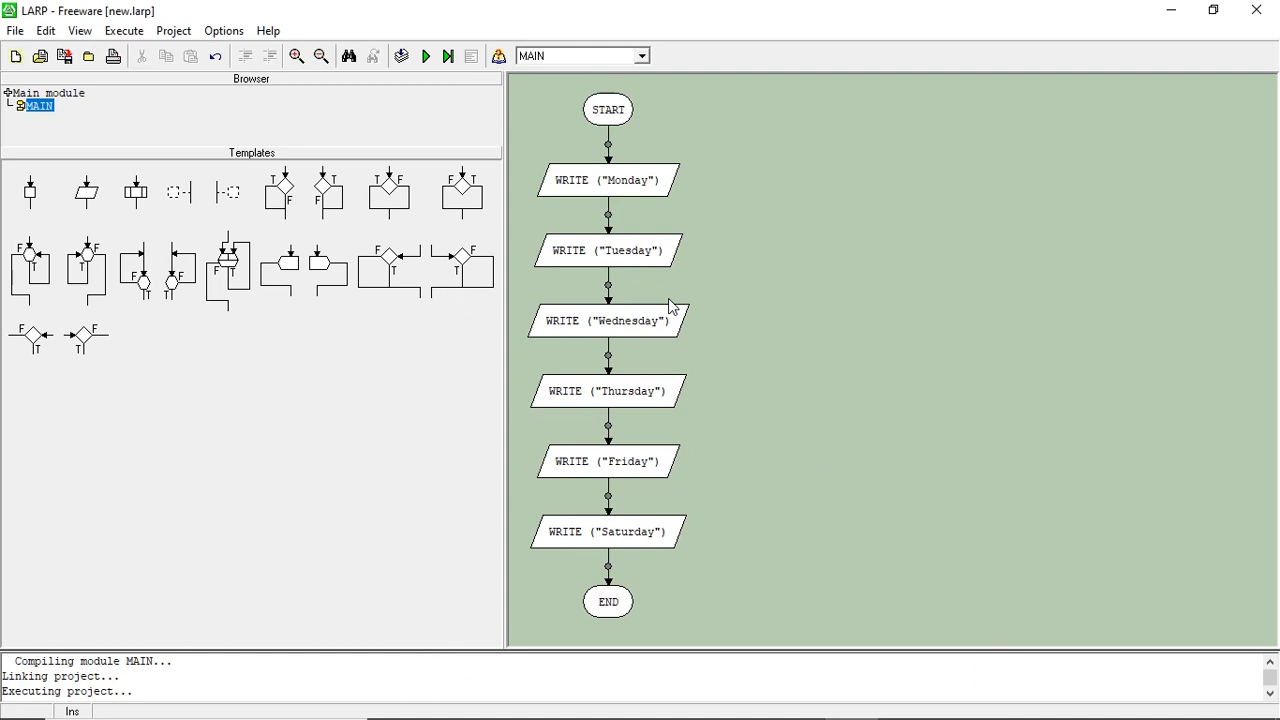 LARP - Freeware [new.larp]
File Edit View Execute Project Options Help
MAIN
Browser
Main module
MAIN
Templates
T F T F T F F T
F T F T F T F T F T F T F T
F T T F
START
WRITE ("Monday")
WRITE ("Tuesday")
WRITE ("Wednesday")
WRITE ("Thursday")
WRITE ("Friday")
WRITE ("Saturday")
END
Compiling module MAIN...
Linking project...
Executing project...
Ins